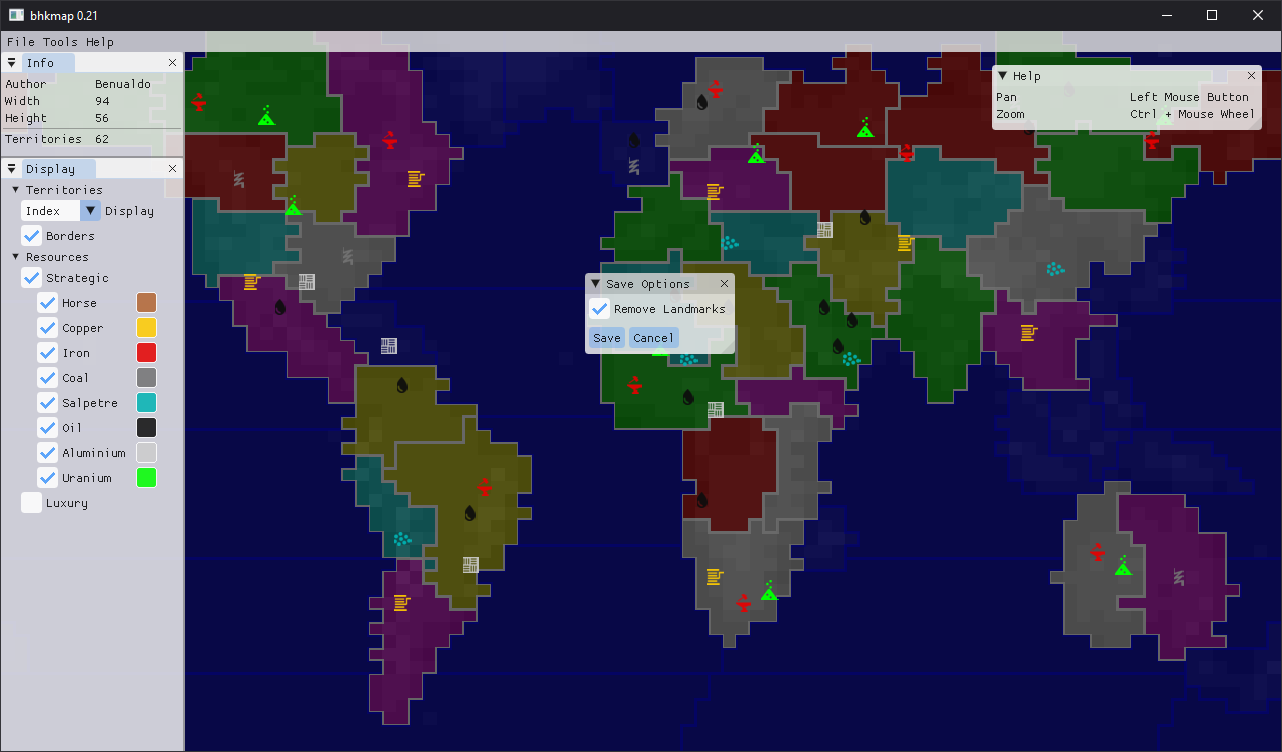 bhkmap 0.21
File Tools Help
Info
Author Benualdo
Width 94
Height 56
Territories 62
Display
Territories
Index Display
Borders
Resources
Strategic
Horse
Copper
Iron
Coal
Salpetre
Oil
Aluminium
Uranium
Luxury
Save Options
Remove Landmarks
Save Cancel
Help
Pan Left Mouse Button
Zoom Ctrl + Mouse Wheel